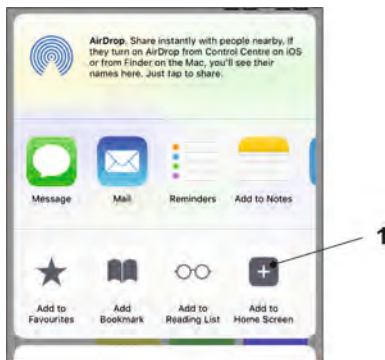 AirDrop. Share instantly with people nearby. If
they turn on AirDrop from Control Centre on iOS
or from Finder on the Mac, you'll see their
names here. Just tap to share.
Message Mail Reminders Add to Notes
1
Add to Add Add to Add to
Favourites Bookmark Reading List Home Screen